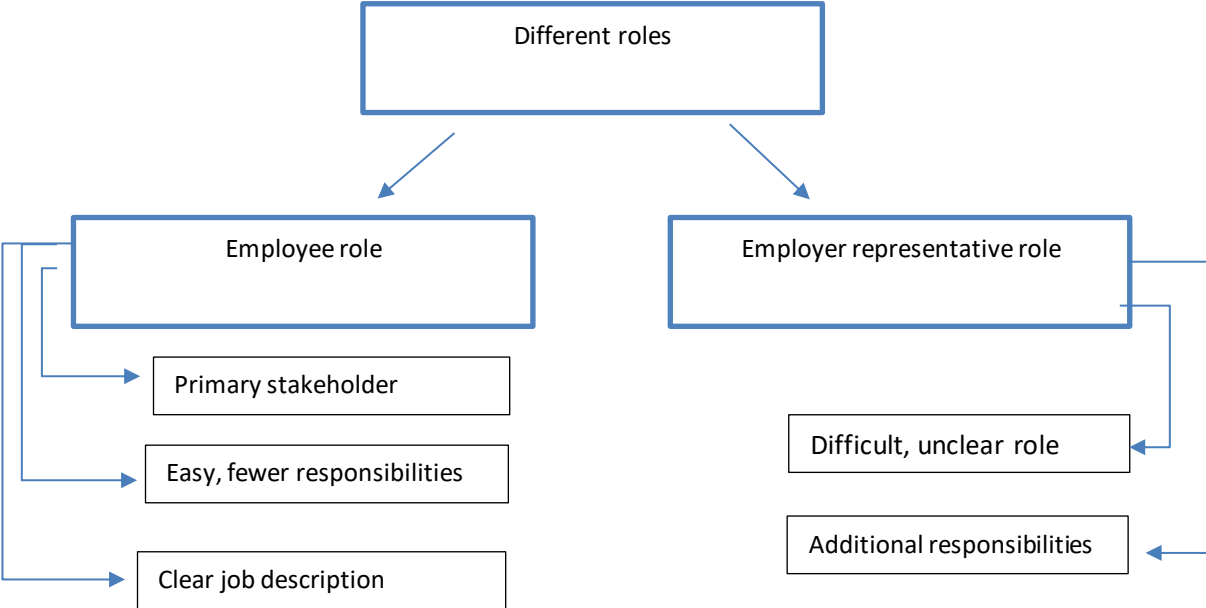 Different roles
Employee role
Employer representative role
Primary stakeholder
Difficult, unclear role
Easy, fewer responsibilities
Additional responsibilities
Clear job description